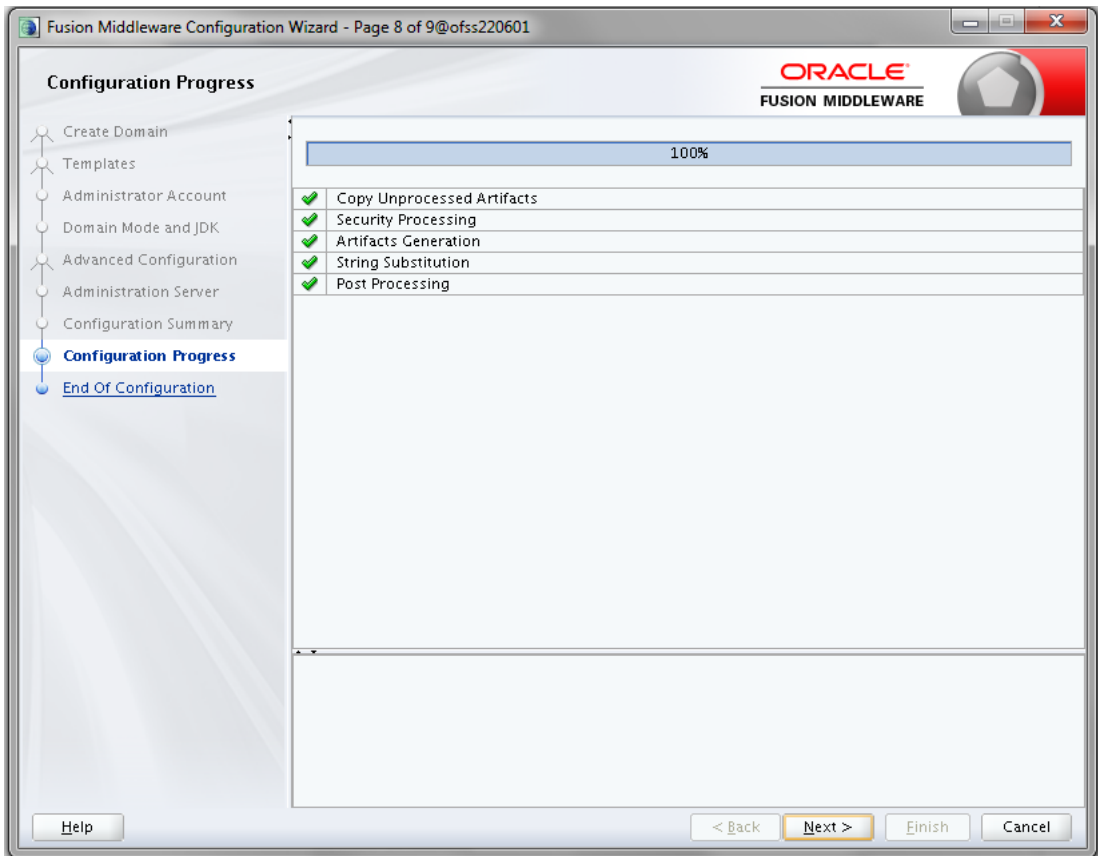 Fusion Middleware Configuration Wizard - Page 8 of 9@ofss220601
Configuration Progress
ORACLE
FUSION MIDDLEWARE
Create Domain
Templates
Administrator Account
Domain Mode and JDK
Advanced Configuration
Administration Server
Configuration Summary
Configuration Progress
End Of Configuration
100%
Copy Unprocessed Artifacts
Security Processing
Artifacts Generation
String Substitution
Post Processing
Help
< Back
Next >
Finish
Cancel